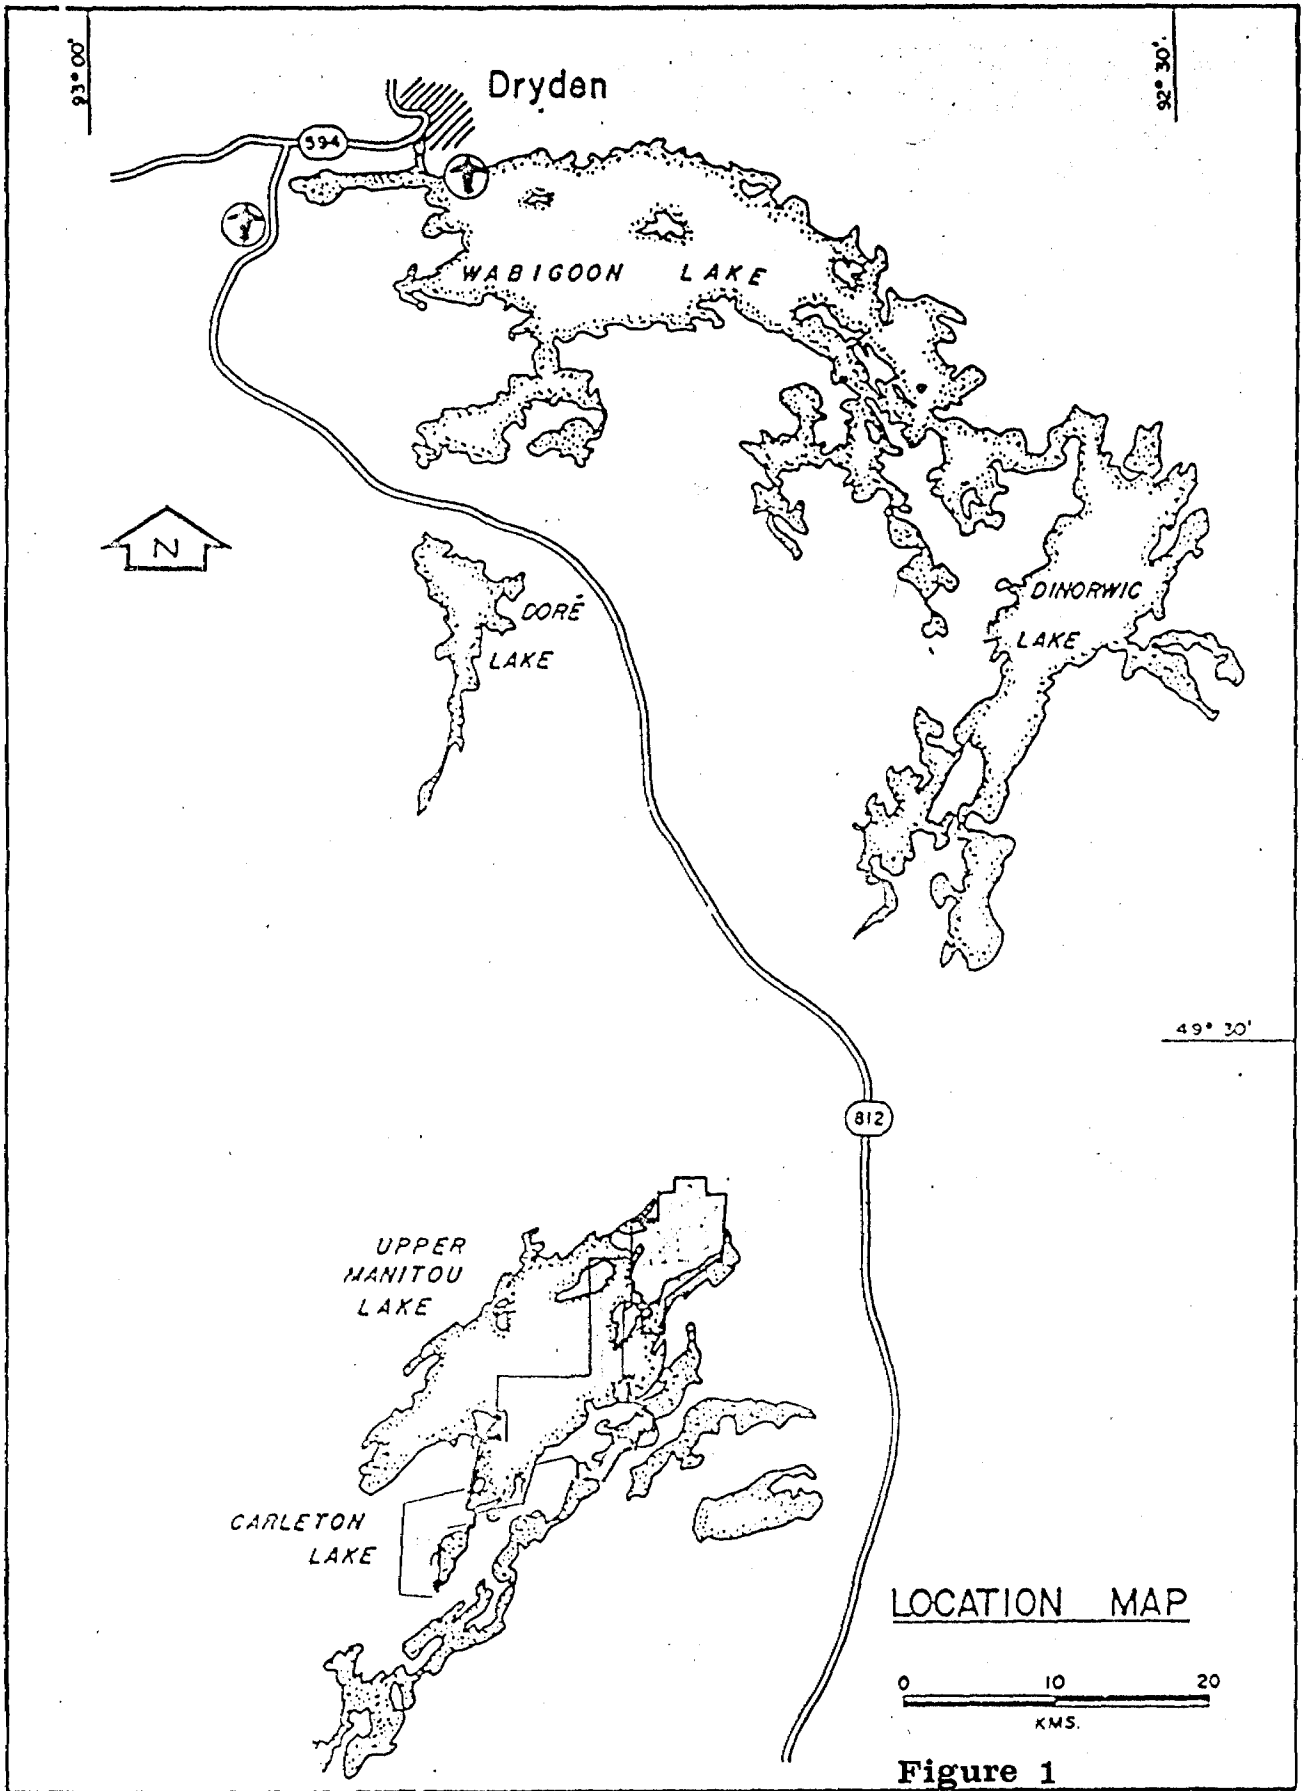 93° 00'
92° 30'
Dryden
594
WABIGOON LAKE
N
DORÉ
LAKE
DINORWIC
LAKE
49° 30'
812
UPPER
MANITOU
LAKE
CARLETON
LAKE
LOCATION MAP
0 10 20
KMS.
Figure 1